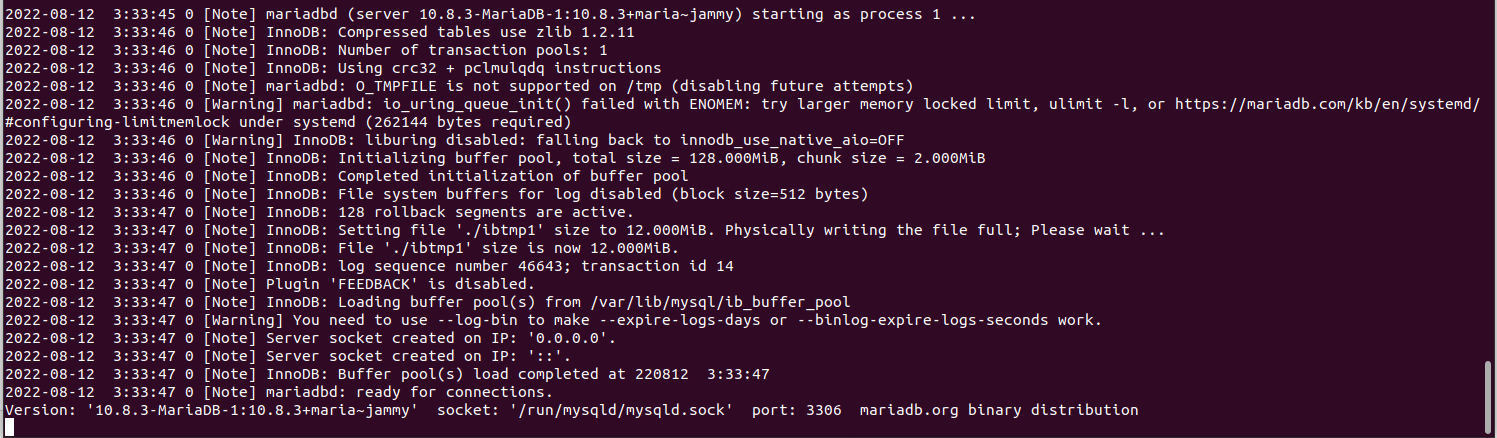 2022-08-12  3:33:45 0 [Note] mariadbd (server 10.8.3-MariaDB-1:10.8.3+maria~jammy) starting as process 1 ...
2022-08-12  3:33:46 0 [Note] InnoDB: Compressed tables use zlib 1.2.11
2022-08-12  3:33:46 0 [Note] InnoDB: Number of transaction pools: 1
2022-08-12  3:33:46 0 [Note] InnoDB: Using crc32 + pclmulqdq instructions
2022-08-12  3:33:46 0 [Note] mariadbd: O_TMPFILE is not supported on /tmp (disabling future attempts)
2022-08-12  3:33:46 0 [Warning] mariadbd: io_uring_queue_init() failed with ENOMEM: try larger memory locked limit, ulimit -l, or https://mariadb.com/kb/en/systemd/
#configuring-limitmemlock under systemd (262144 bytes required)
2022-08-12  3:33:46 0 [Warning] InnoDB: liburing disabled: falling back to innodb_use_native_aio=OFF
2022-08-12  3:33:46 0 [Note] InnoDB: Initializing buffer pool, total size = 128.000MiB, chunk size = 2.000MiB
2022-08-12  3:33:46 0 [Note] InnoDB: Completed initialization of buffer pool
2022-08-12  3:33:46 0 [Note] InnoDB: File system buffers for log disabled (block size=512 bytes)
2022-08-12  3:33:47 0 [Note] InnoDB: 128 rollback segments are active.
2022-08-12  3:33:47 0 [Note] InnoDB: Setting file './ibtmp1' size to 12.000MiB. Physically writing the file full; Please wait ...
2022-08-12  3:33:47 0 [Note] InnoDB: File './ibtmp1' size is now 12.000MiB.
2022-08-12  3:33:47 0 [Note] InnoDB: log sequence number 46643; transaction id 14
2022-08-12  3:33:47 0 [Note] Plugin 'FEEDBACK' is disabled.
2022-08-12  3:33:47 0 [Note] InnoDB: Loading buffer pool(s) from /var/lib/mysql/ib_buffer_pool
2022-08-12  3:33:47 0 [Warning] You need to use --log-bin to make --expire-logs-days or --binlog-expire-logs-seconds work.
2022-08-12  3:33:47 0 [Note] Server socket created on IP: '0.0.0.0'.
2022-08-12  3:33:47 0 [Note] Server socket created on IP: '::'.
2022-08-12  3:33:47 0 [Note] InnoDB: Buffer pool(s) load completed at 220812  3:33:47
2022-08-12  3:33:47 0 [Note] mariadbd: ready for connections.
Version: '10.8.3-MariaDB-1:10.8.3+maria~jammy'  socket: '/run/mysqld/mysqld.sock'  port: 3306  mariadb.org binary distribution